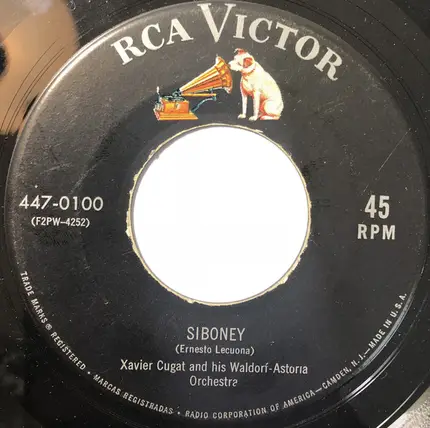 RCA VICTOR
447-0100
(F2PW-4252)
45
RPM
SIBONEY
(Ernesto Lecuona)
Xavier Cugat and his Waldorf-Astoria
Orchestra
TRADE MARKS ® REGISTERED • MARCAS REGISTRADAS • RADIO CORPORATION OF AMERICA—CAMDEN, N.J.—MADE IN U.S.A.